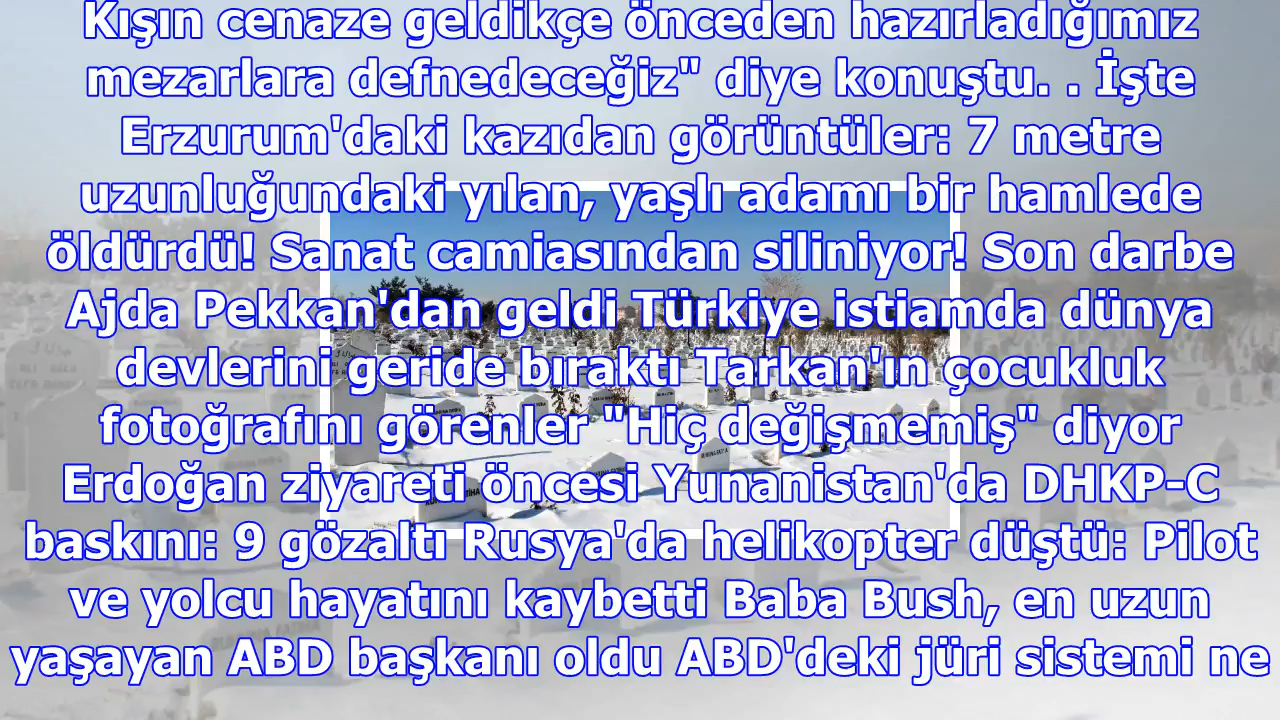 Kışın cenaze geldikçe önceden hazırladığımız
mezarlara defnedeceğiz" diye konuştu. . İşte
Erzurum'daki kazıdan görüntüler: 7 metre
uzunluğundaki yılan, yaşlı adamı bir hamlede
öldürdü! Sanat camiasından siliniyor! Son darbe
Ajda Pekkan'dan geldi Türkiye istiamda dünya
devlerini geride bıraktı Tarkan'ın çocukluk
fotoğrafını görenler "Hiç değişmemiş" diyor
Erdoğan ziyareti öncesi Yunanistan'da DHKP-C
baskını: 9 gözaltı Rusya'da helikopter düştü: Pilot
ve yolcu hayatını kaybetti Baba Bush, en uzun
yaşayan ABD başkanı oldu ABD'deki jüri sistemi ne